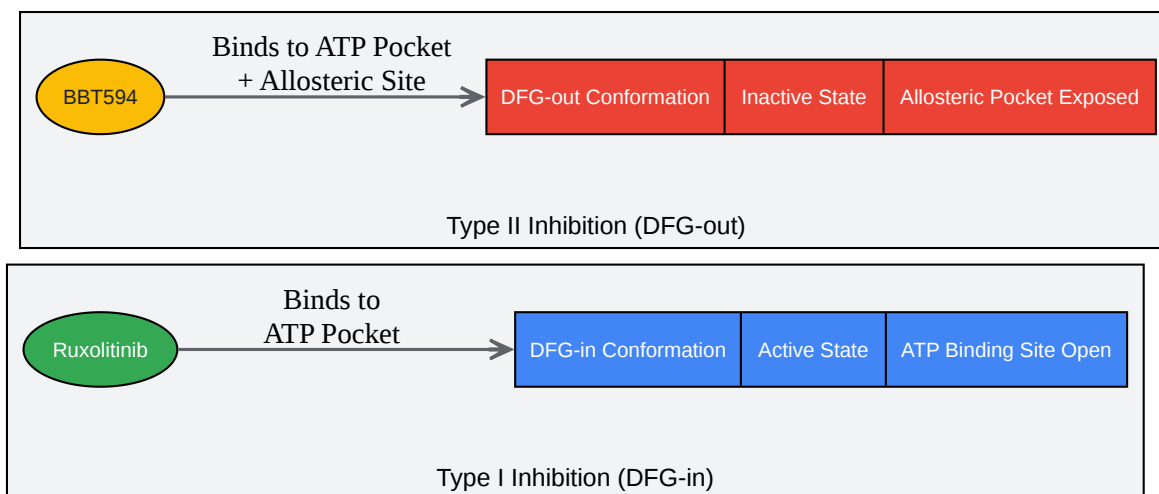 Binds to ATP Pocket
+ Allosteric Site
BBT594
DFG-out Conformation
Inactive State
Allosteric Pocket Exposed
Type II Inhibition (DFG-out)
Binds to
ATP Pocket
Ruxolitinib
DFG-in Conformation
Active State
ATP Binding Site Open
Type I Inhibition (DFG-in)